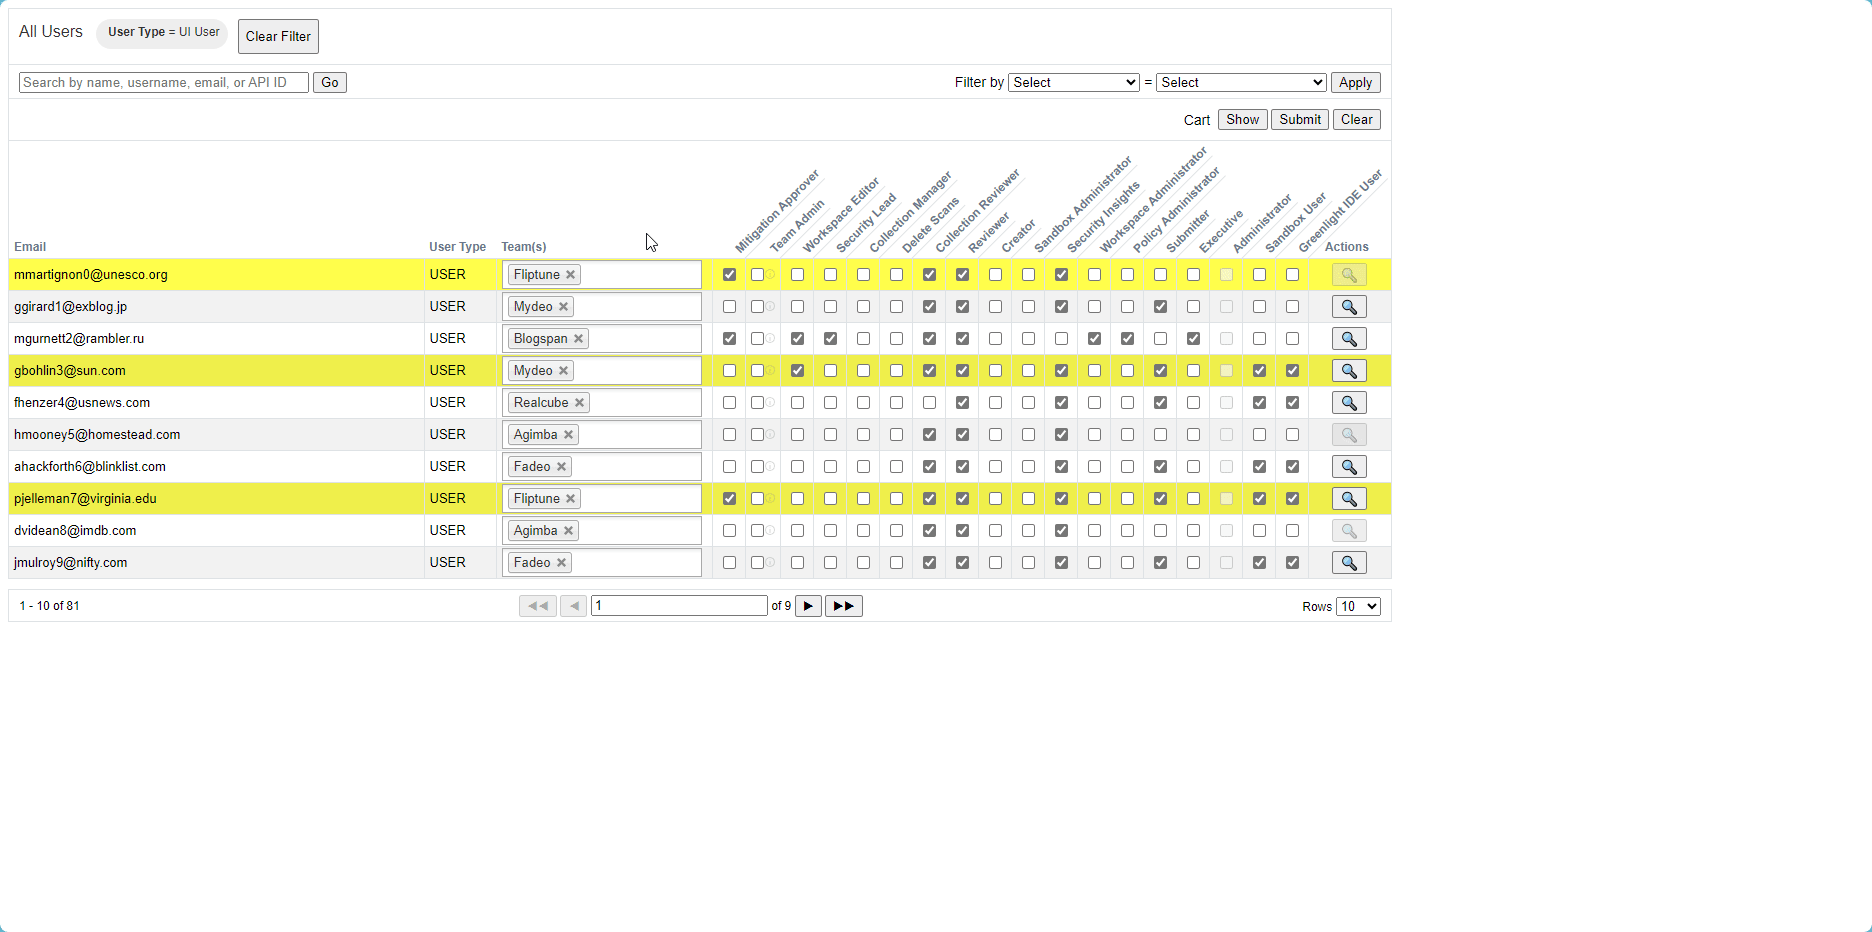 All Users User Type = UI User Clear Filter
Search by name, username, email, or API ID Go Filter by Select = Select Apply
Cart Show Submit Clear
Email User Type Team(s) Mitigation Approver Team Admin Workspace Editor Security Lead Collection Manager Delete Scans Collection Reviewer Reviewer Creator Sandbox Administrator Security Insights Workspace Administrator Policy Administrator Submitter Executive Administrator Sandbox User Greenlight IDE User Actions
mmartignon0@unesco.org USER Fliptune
ggirard1@exblog.jp USER Mydeo
mgurnett2@rambler.ru USER Blogspan
gbohlin3@sun.com USER Mydeo
fhenzer4@usnews.com USER Realcube
hmooney5@homestead.com USER Agimba
ahackforth6@blinklist.com USER Fadeo
pjelleman7@virginia.edu USER Fliptune
dvidean8@imdb.com USER Agimba
jmulroy9@nifty.com USER Fadeo
1 - 10 of 81 1 of 9 Rows 10